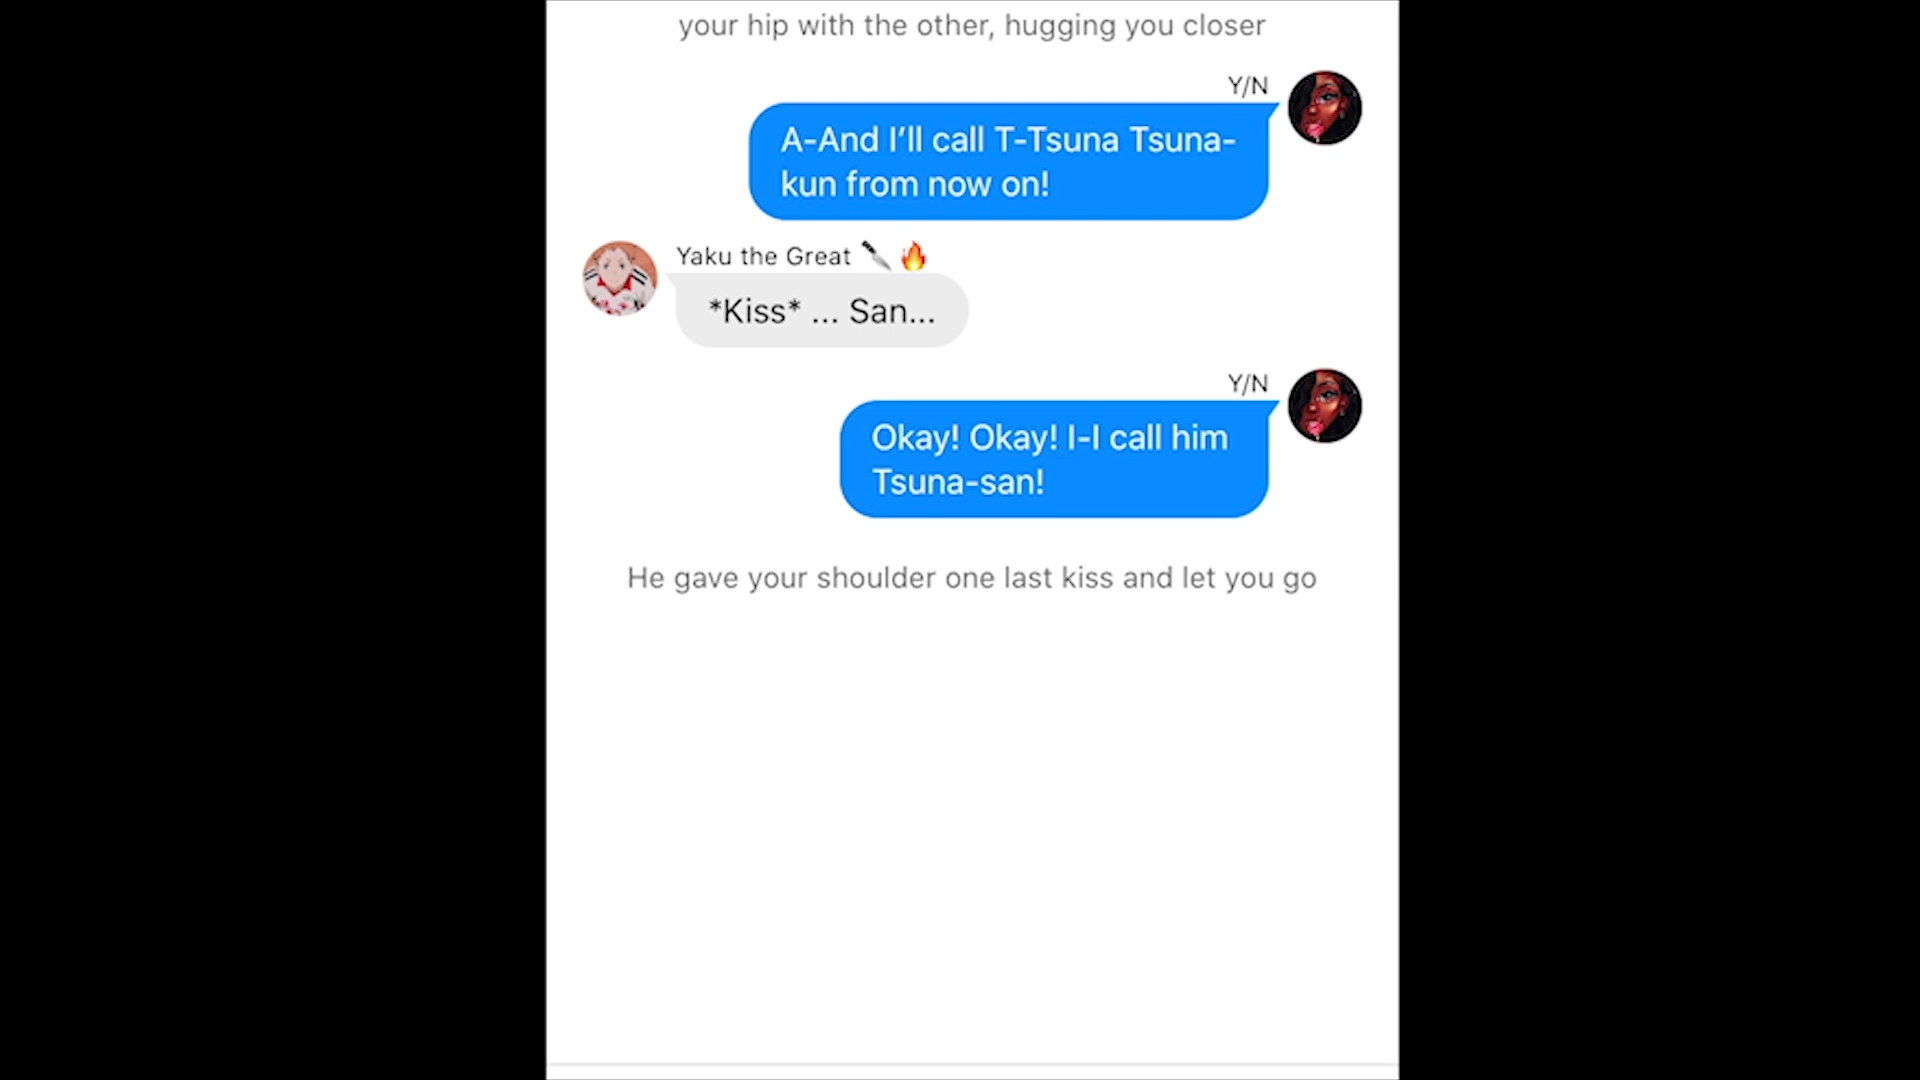 your hip with the other, hugging you closer
Y/N
A-And I’ll call T-Tsuna Tsuna-
kun from now on!
Yaku the Great 🔪 🔥
*Kiss* ... San...
Y/N
Okay! Okay! I-I call him
Tsuna-san!
He gave your shoulder one last kiss and let you go